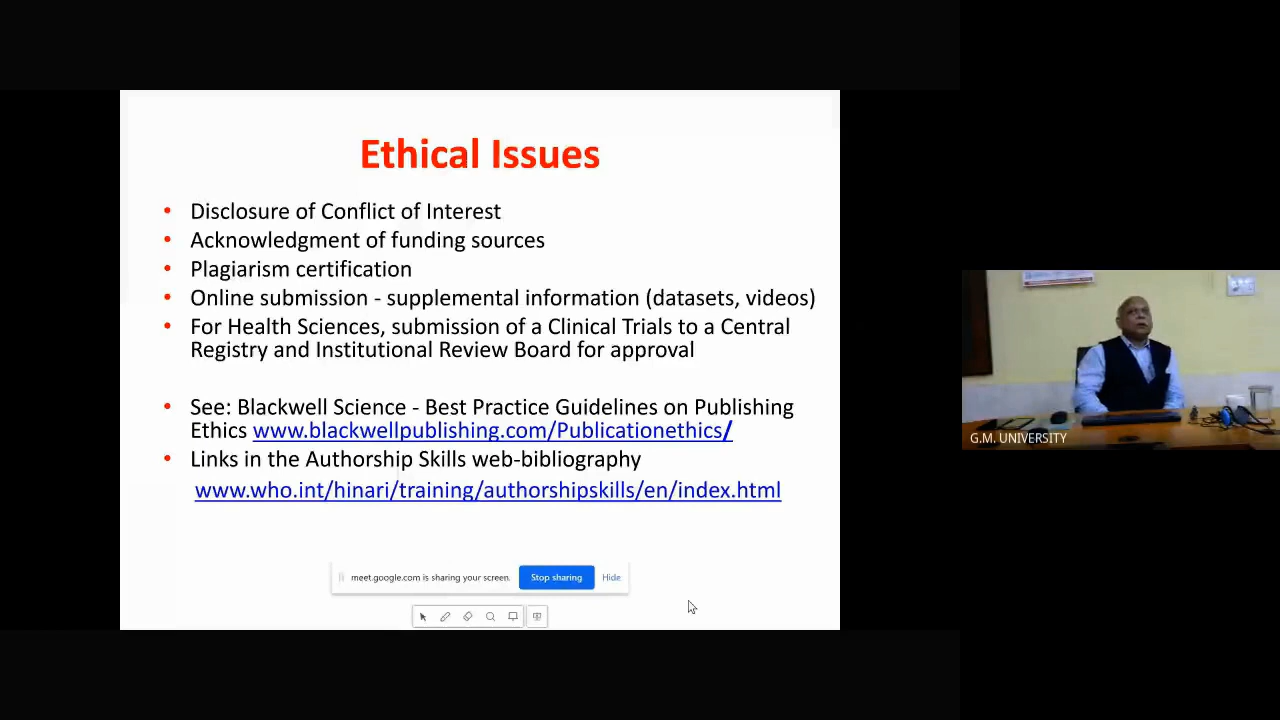 Ethical Issues
• Disclosure of Conflict of Interest
• Acknowledgment of funding sources
• Plagiarism certification
• Online submission - supplemental information (datasets, videos)
• For Health Sciences, submission of a Clinical Trials to a Central
Registry and Institutional Review Board for approval
• See: Blackwell Science - Best Practice Guidelines on Publishing
Ethics www.blackwellpublishing.com/Publicationethics/
• Links in the Authorship Skills web-bibliography
www.who.int/hinari/training/authorshipskills/en/index.html
meet.google.com is sharing your screen. Stop sharing Hide
G.M. UNIVERSITY